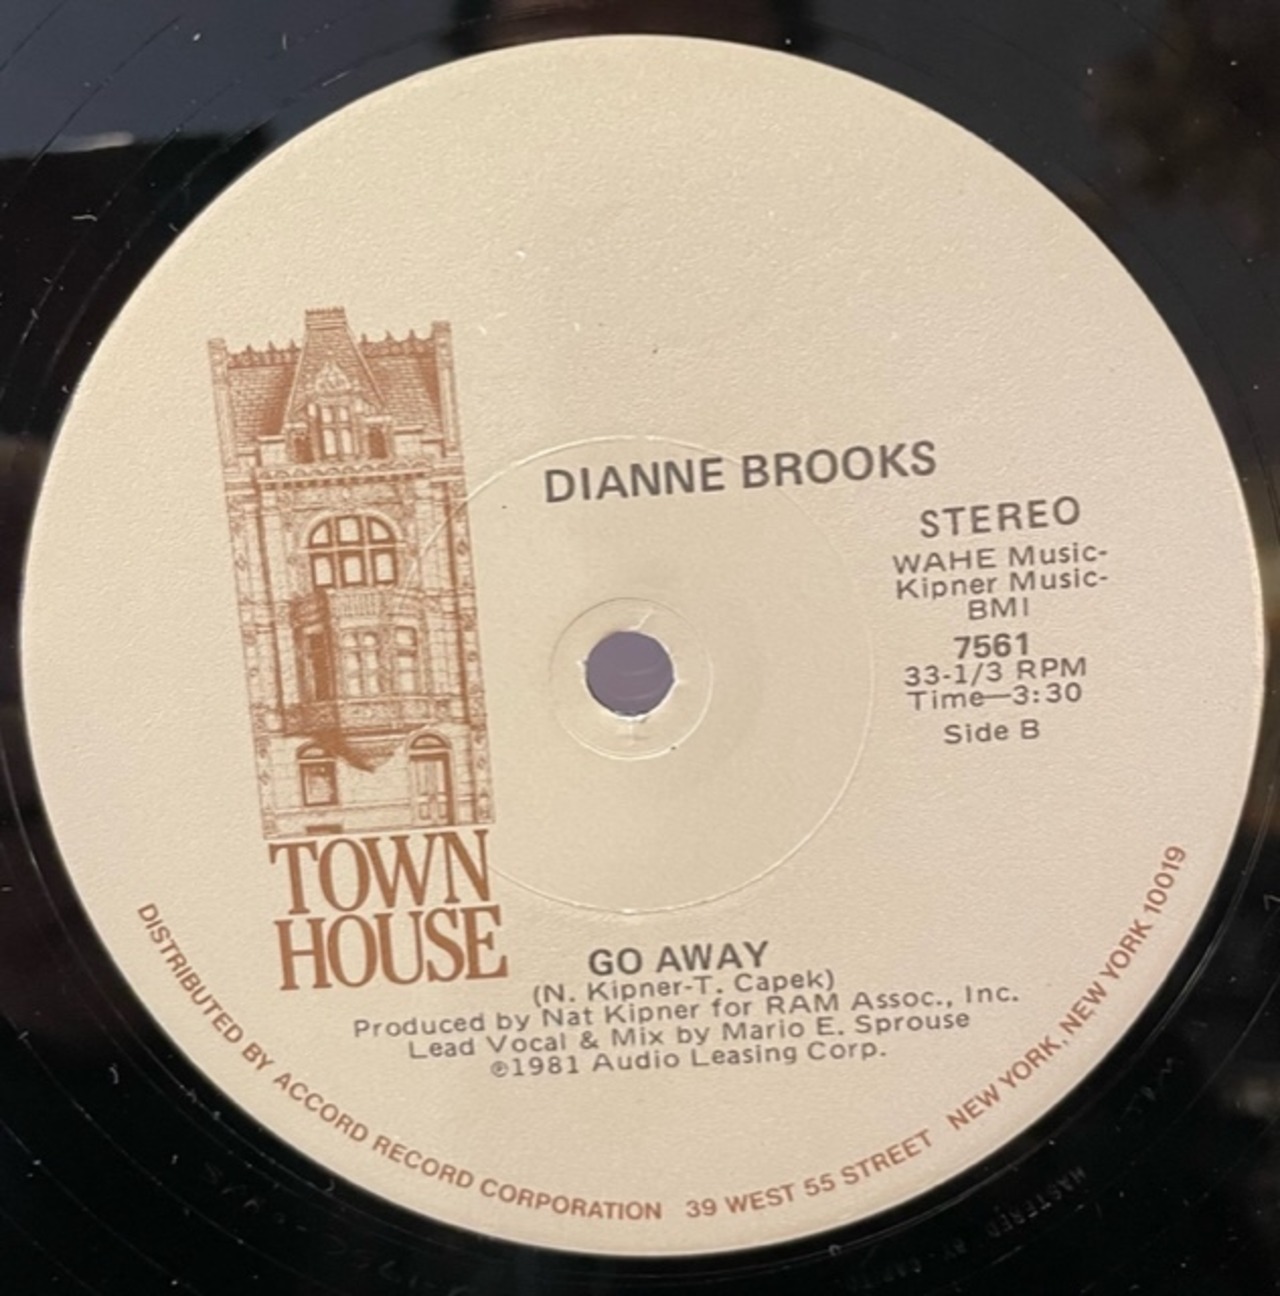 DIANNE BROOKS
STEREO
WAHE Music-
Kipner Music-
BMI
7561
33-1/3 RPM
Time—3:30
Side B
TOWN
HOUSE
GO AWAY
(N. Kipner-T. Capek)
Produced by Nat Kipner for RAM Assoc., Inc.
Lead Vocal & Mix by Mario E. Sprouse
℗1981 Audio Leasing Corp.
DISTRIBUTED BY ACCORD RECORD CORPORATION 39 WEST 55 STREET NEW YORK, NEW YORK 10019
MASTERED BY